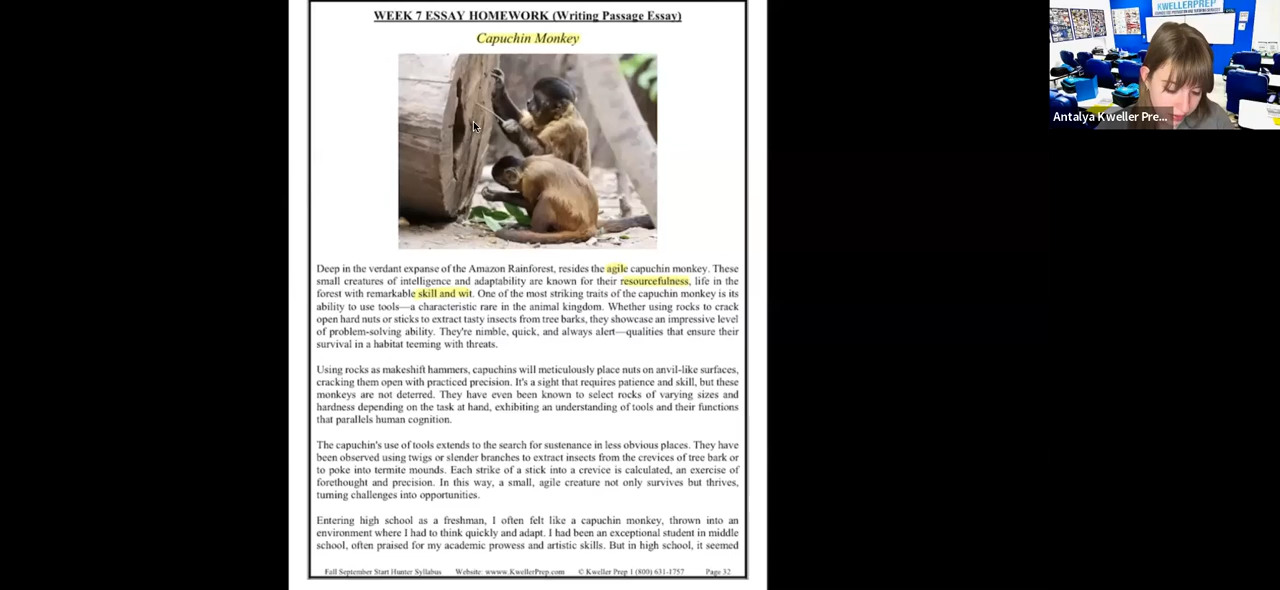 WEEK 7 ESSAY HOMEWORK (Writing Passage Essay)
Capuchin Monkey
Deep in the verdant expanse of the Amazon Rainforest, resides the agile capuchin monkey. These
small creatures of intelligence and adaptability are known for their resourcefulness, life in the
forest with remarkable skill and wit. One of the most striking traits of the capuchin monkey is its
ability to use tools—a characteristic rare in the animal kingdom. Whether using rocks to crack
open hard nuts or sticks to extract tasty insects from tree barks, they showcase an impressive level
of problem-solving ability. They're nimble, quick, and always alert—qualities that ensure their
survival in a habitat teeming with threats.
Using rocks as makeshift hammers, capuchins will meticulously place nuts on anvil-like surfaces,
cracking them open with practiced precision. It's a sight that requires patience and skill, but these
monkeys are not deterred. They have even been known to select rocks of varying sizes and
hardness depending on the task at hand, exhibiting an understanding of tools and their functions
that parallels human cognition.
The capuchin's use of tools extends to the search for sustenance in less obvious places. They have
been observed using twigs or slender branches to extract insects from the crevices of tree bark or
to poke into termite mounds. Each strike of a stick into a crevice is calculated, an exercise of
forethought and precision. In this way, a small, agile creature not only survives but thrives,
turning challenges into opportunities.
Entering high school as a freshman, I often felt like a capuchin monkey, thrown into an
environment where I had to think quickly and adapt. I had been an exceptional student in middle
school, often praised for my academic prowess and artistic skills. But in high school, it seemed
Fall September Start Hunter Syllabus Website: www.KwellerPrep.com © Kweller Prep 1 (800) 631-1757 Page 32
KWELLERPREP
Antalya Kweller Pre...